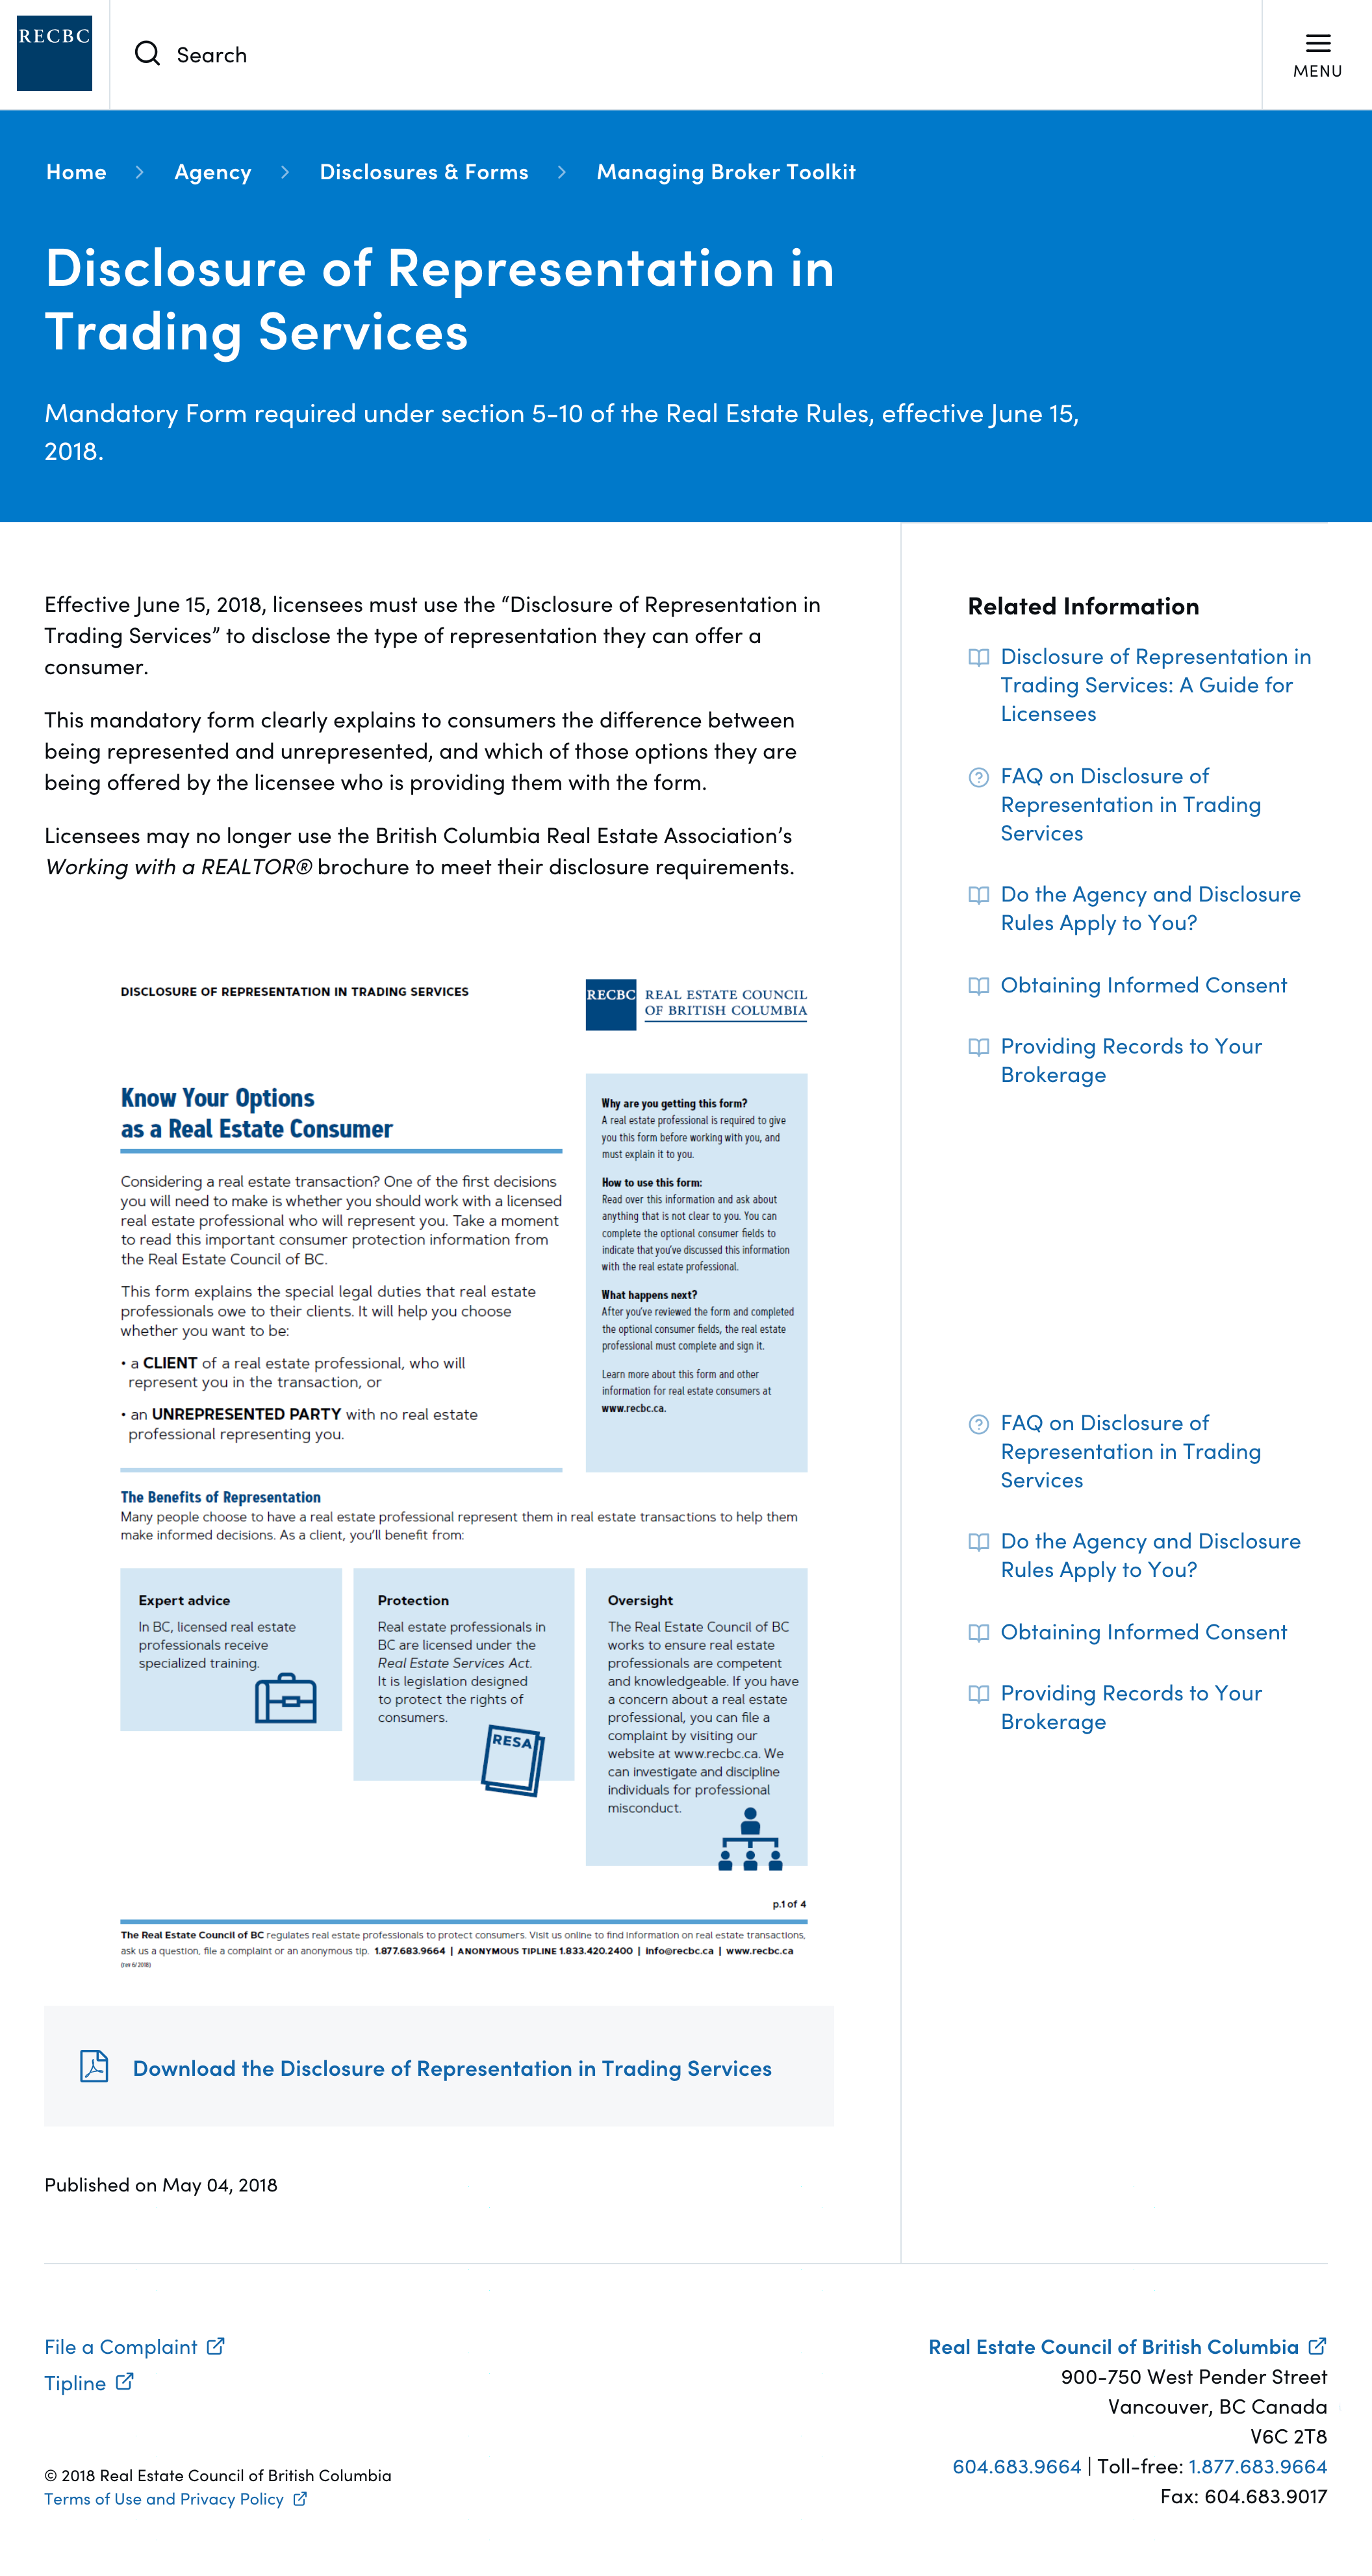 RECBC
Search
MENU
Home
Agency
Disclosures & Forms
Managing Broker Toolkit
Disclosure of Representation in
Trading Services
Mandatory Form required under section 5-10 of the Real Estate Rules, effective June 15,
2018.
Effective June 15, 2018, licensees must use the “Disclosure of Representation in
Trading Services” to disclose the type of representation they can offer a
consumer.
This mandatory form clearly explains to consumers the difference between
being represented and unrepresented, and which of those options they are
being offered by the licensee who is providing them with the form.
Licensees may no longer use the British Columbia Real Estate Association’s
Working with a REALTOR® brochure to meet their disclosure requirements.
DISCLOSURE OF REPRESENTATION IN TRADING SERVICES
RECBC
REAL ESTATE COUNCIL
OF BRITISH COLUMBIA
Know Your Options
as a Real Estate Consumer
Considering a real estate transaction? One of the first decisions
you will need to make is whether you should work with a licensed
real estate professional who will represent you. Take a moment
to read this important consumer protection information from
the Real Estate Council of BC.
This form explains the special legal duties that real estate
professionals owe to their clients. It will help you choose
whether you want to be:
• a CLIENT of a real estate professional, who will
represent you in the transaction, or
• an UNREPRESENTED PARTY with no real estate
professional representing you.
Why are you getting this form?
A real estate professional is required to give
you this form before working with you, and
must explain it to you.
How to use this form:
Read over this information and ask about
anything that is not clear to you. You can
complete the optional consumer fields to
indicate that you’ve discussed this information
with the real estate professional.
What happens next?
After you’ve reviewed the form and completed
the optional consumer fields, the real estate
professional must complete and sign it.
Learn more about this form and other
information for real estate consumers at
www.recbc.ca.
The Benefits of Representation
Many people choose to have a real estate professional represent them in real estate transactions to help them
make informed decisions. As a client, you’ll benefit from:
Expert advice
In BC, licensed real estate
professionals receive
specialized training.
Protection
Real estate professionals in
BC are licensed under the
Real Estate Services Act.
It is legislation designed
to protect the rights of
consumers.
RESA
Oversight
The Real Estate Council of BC
works to ensure real estate
professionals are competent
and knowledgeable. If you have
a concern about a real estate
professional, you can file a
complaint by visiting our
website at www.recbc.ca. We
can investigate and discipline
individuals for professional
misconduct.
p.1 of 4
The Real Estate Council of BC regulates real estate professionals to protect consumers. Visit us online to find information on real estate transactions,
ask us a question, file a complaint or an anonymous tip. 1.877.683.9664 | ANONYMOUS TIPLINE 1.833.420.2400 | info@recbc.ca | www.recbc.ca
(rev 6/2018)
Download the Disclosure of Representation in Trading Services
Published on May 04, 2018
Related Information
Disclosure of Representation in
Trading Services: A Guide for
Licensees
FAQ on Disclosure of
Representation in Trading
Services
Do the Agency and Disclosure
Rules Apply to You?
Obtaining Informed Consent
Providing Records to Your
Brokerage
FAQ on Disclosure of
Representation in Trading
Services
Do the Agency and Disclosure
Rules Apply to You?
Obtaining Informed Consent
Providing Records to Your
Brokerage
File a Complaint
Tipline
© 2018 Real Estate Council of British Columbia
Terms of Use and Privacy Policy
Real Estate Council of British Columbia
900-750 West Pender Street
Vancouver, BC Canada
V6C 2T8
604.683.9664 | Toll-free: 1.877.683.9664
Fax: 604.683.9017